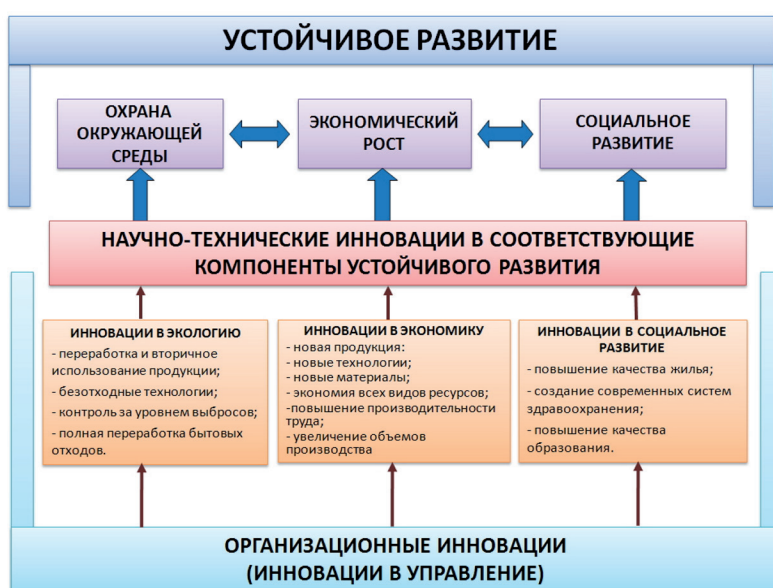 УСТОЙЧИВОЕ РАЗВИТИЕ
ОХРАНА
ОКРУЖАЮЩЕЙ
СРЕДЫ
ЭКОНОМИЧЕСКИЙ
РОСТ
СОЦИАЛЬНОЕ
РАЗВИТИЕ
НАУЧНО-ТЕХНИЧЕСКИЕ ИННОВАЦИИ В СООТВЕТСТВУЮЩИЕ
КОМПОНЕНТЫ УСТОЙЧИВОГО РАЗВИТИЯ
ИННОВАЦИИ В ЭКОЛОГИЮ
- переработка и вторичное
использование продукции;
- безотходные технологии;
- контроль за уровнем выбросов;
- полная переработка бытовых
отходов.
ИННОВАЦИИ В ЭКОНОМИКУ
- новая продукция:
- новые технологии;
- новые материалы;
- экономия всех видов ресурсов;
-повышение производительности
труда;
- увеличение объемов
производства
ИННОВАЦИИ В СОЦИАЛЬНОЕ
РАЗВИТИЕ
- повышение качества жилья;
- создание современных систем
здравоохранения;
- повышение качества
образования.
ОРГАНИЗАЦИОННЫЕ ИННОВАЦИИ
(ИННОВАЦИИ В УПРАВЛЕНИЕ)